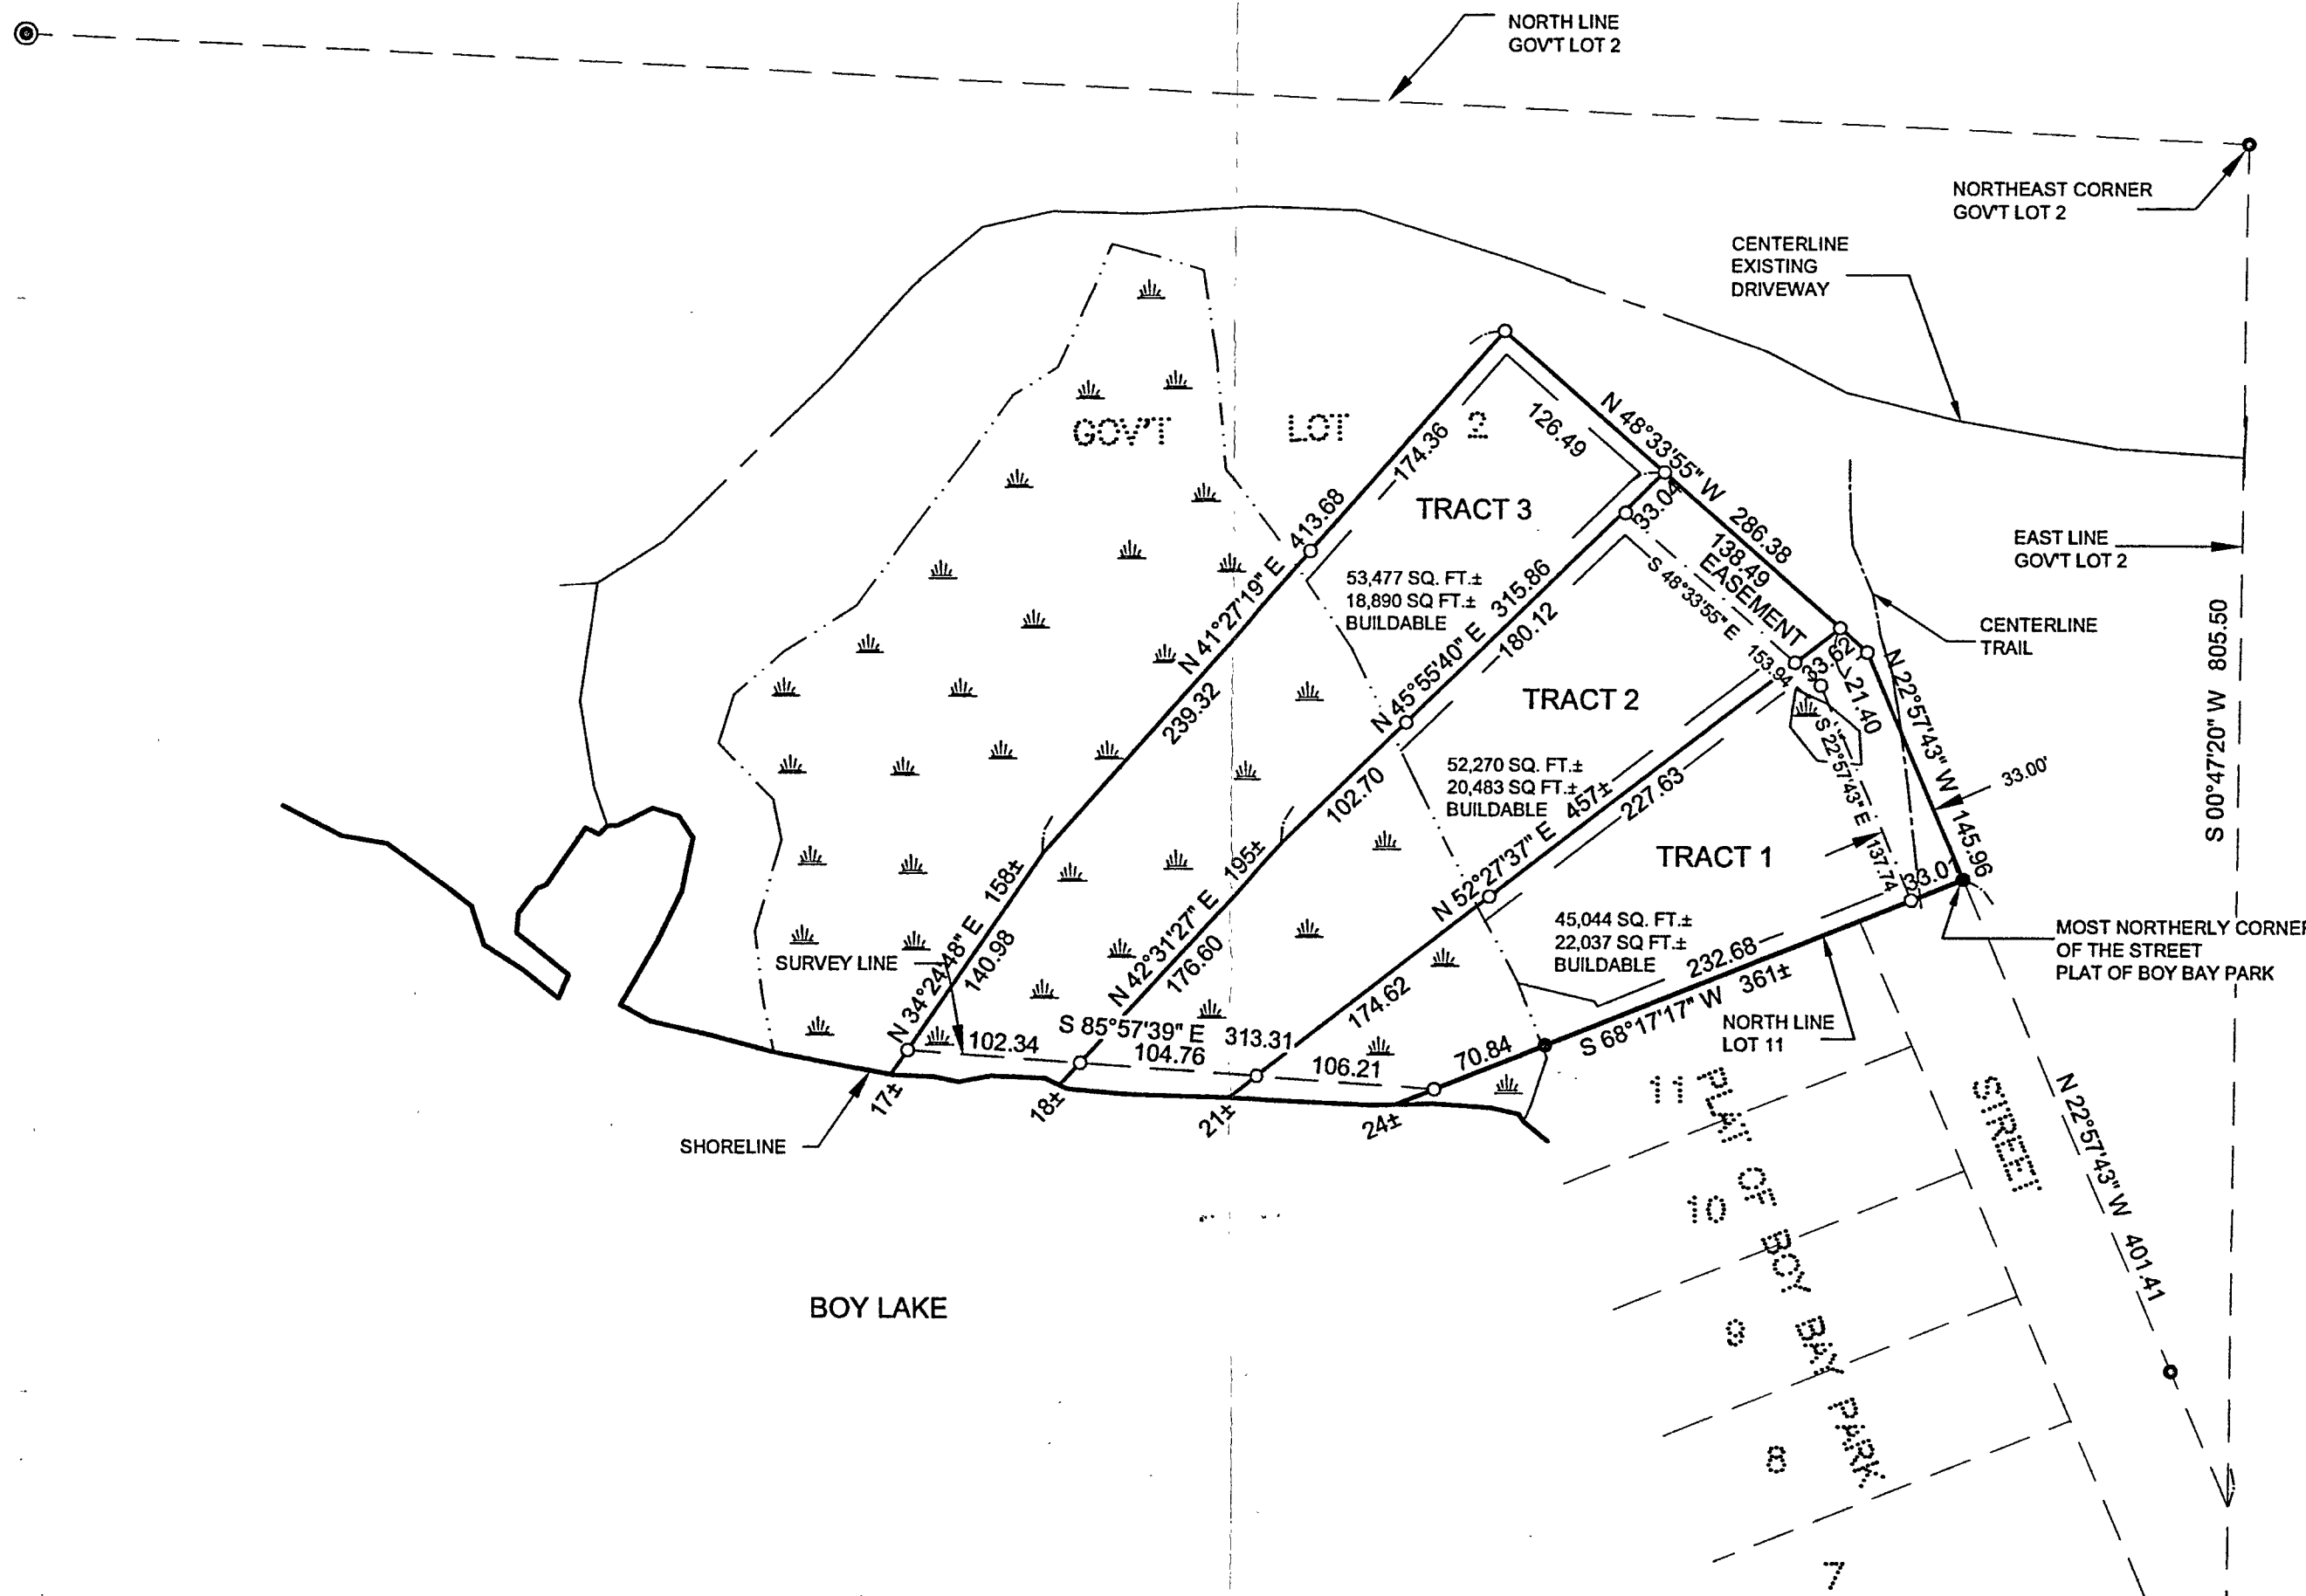 NORTH LINE
GOV'T LOT 2
NORTHEAST CORNER
GOV'T LOT 2
CENTERLINE
EXISTING
DRIVEWAY
GOV'T LOT 2
N 48°33'55" W 286.38
126.49
174.36
TRACT 3
33.04
138.49
EASEMENT
S 48°33'55" E 153.94
EAST LINE
GOV'T LOT 2
S 00°47'20" W 805.50
CENTERLINE
TRAIL
N 41°27'19" E 413.68
239.32
53,477 SQ. FT.±
18,890 SQ FT.±
BUILDABLE
N 45°55'40" E 315.86
180.12
102.70
TRACT 2
33.62
21.40
N 22°57'43" W 145.96
S 22°57'43" E 137.74
33.00'
52,270 SQ. FT.±
20,483 SQ FT.±
BUILDABLE
N 52°27'37" E 457±
227.63
174.62
TRACT 1
33.01
45,044 SQ. FT.±
22,037 SQ FT.±
BUILDABLE
232.68
S 68°17'17" W 361±
70.84
MOST NORTHERLY CORNER
OF THE STREET
PLAT OF BOY BAY PARK
NORTH LINE
LOT 11
N 34°24'48" E 158±
140.98
SURVEY LINE
N 42°31'27" E 195±
176.60
S 85°57'39" E 313.31
102.34
104.76
106.21
17±
18±
21±
24±
SHORELINE
BOY LAKE
11
10
9
8
7
PLAT OF BOY BAY PARK
STREET
N 22°57'43" W 401.41